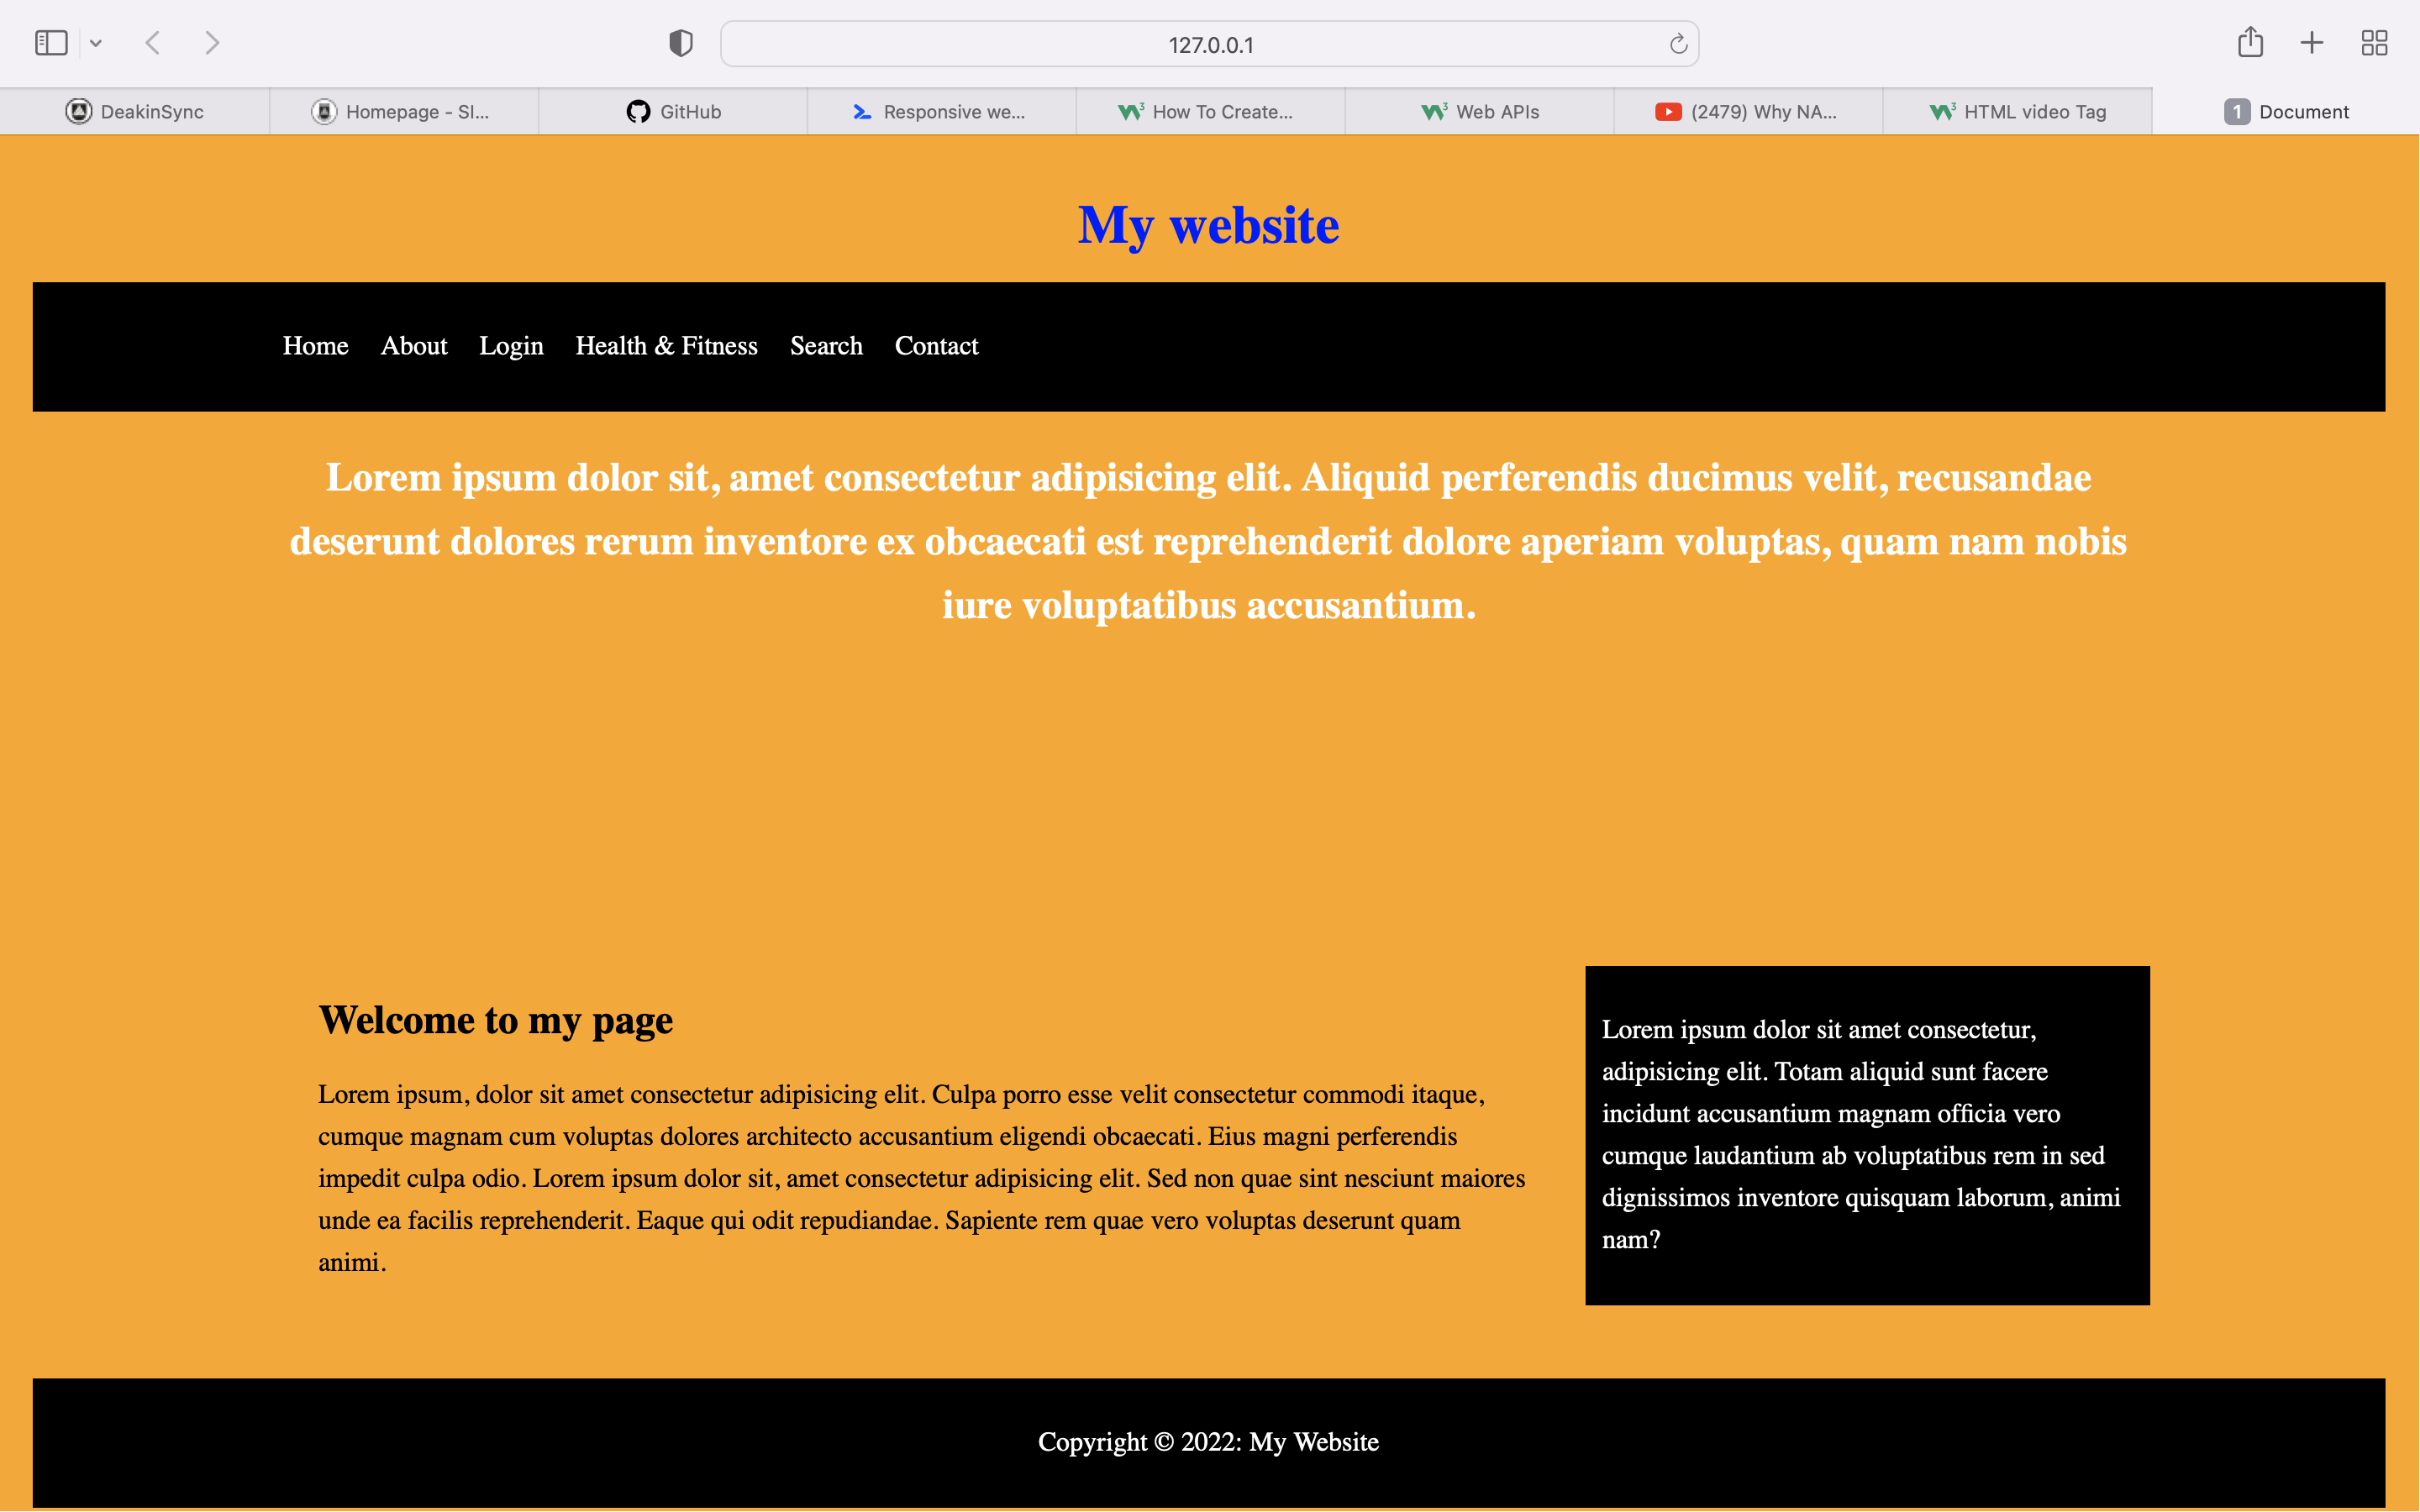 127.0.0.1
DeakinSync
Homepage - SI...
GitHub
Responsive we...
How To Create...
Web APIs
(2479) Why NA...
HTML video Tag
1 Document
My website
Home About Login Health & Fitness Search Contact
Lorem ipsum dolor sit, amet consectetur adipisicing elit. Aliquid perferendis ducimus velit, recusandae
deserunt dolores rerum inventore ex obcaecati est reprehenderit dolore aperiam voluptas, quam nam nobis
iure voluptatibus accusantium.
Welcome to my page
Lorem ipsum, dolor sit amet consectetur adipisicing elit. Culpa porro esse velit consectetur commodi itaque,
cumque magnam cum voluptas dolores architecto accusantium eligendi obcaecati. Eius magni perferendis
impedit culpa odio. Lorem ipsum dolor sit, amet consectetur adipisicing elit. Sed non quae sint nesciunt maiores
unde ea facilis reprehenderit. Eaque qui odit repudiandae. Sapiente rem quae vero voluptas deserunt quam
animi.
Lorem ipsum dolor sit amet consectetur,
adipisicing elit. Totam aliquid sunt facere
incidunt accusantium magnam officia vero
cumque laudantium ab voluptatibus rem in sed
dignissimos inventore quisquam laborum, animi
nam?
Copyright © 2022: My Website